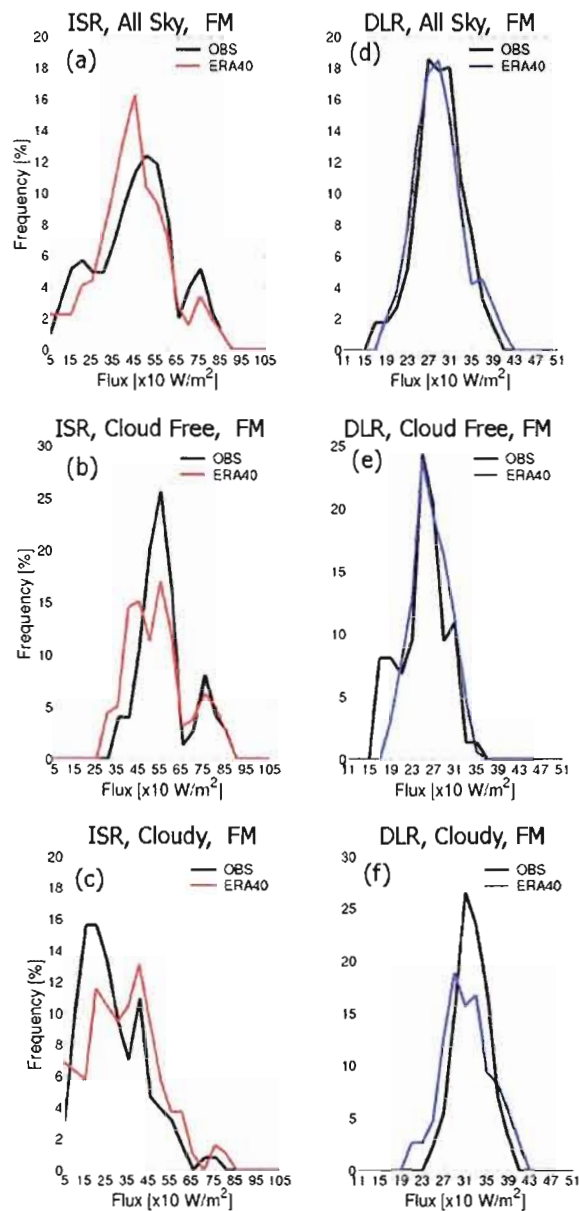 ISR, All Sky, FM
(a)
OBS
ERA40
Frequency [%]
20
18
16
14
12
10
8
6
4
2
0
5 15 25 35 45 55 65 75 85 95 105
Flux [x10 W/m²]
DLR, All Sky, FM
(d)
OBS
ERA40
20
18
16
14
12
10
8
6
4
2
0
11 15 19 23 27 31 35 39 43 47 51
Flux [x10 W/m²]
ISR, Cloud Free, FM
(b)
OBS
ERA40
Frequency [%]
30
25
20
15
10
5
0
5 15 25 35 45 55 65 75 85 95 105
Flux [x10 W/m²]
DLR, Cloud Free, FM
(e)
OBS
ERA40
25
20
15
10
5
0
11 15 19 23 27 31 35 39 43 47 51
Flux [x10 W/m²]
ISR, Cloudy, FM
(c)
OBS
ERA40
Frequency [%]
20
18
16
14
12
10
8
6
4
2
0
5 15 25 35 45 55 65 75 85 95 105
Flux [x10 W/m²]
DLR, Cloudy, FM
(f)
OBS
ERA40
30
25
20
15
10
5
0
11 15 19 23 27 31 35 39 43 47 51
Flux [x10 W/m²]